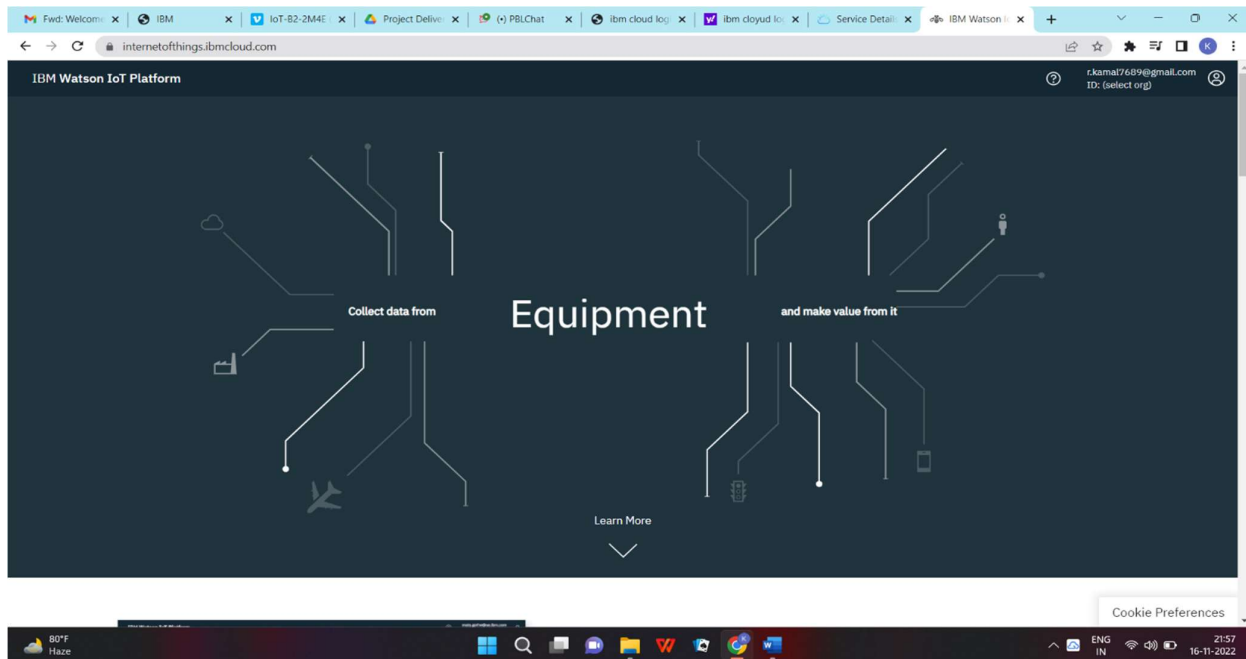 Fwd: Welcome
IBM
IoT-B2-2M4E (
Project Deliver
(•) PBLChat
ibm cloud log
ibm cloyud lo
Service Detail
IBM Watson Io
internetofthings.ibmcloud.com
K
IBM Watson IoT Platform
r.kamal7689@gmail.com
ID: (select org)
Collect data from
Equipment
and make value from it
Learn More
Cookie Preferences
80°F
Haze
ENG
IN
21:57
16-11-2022